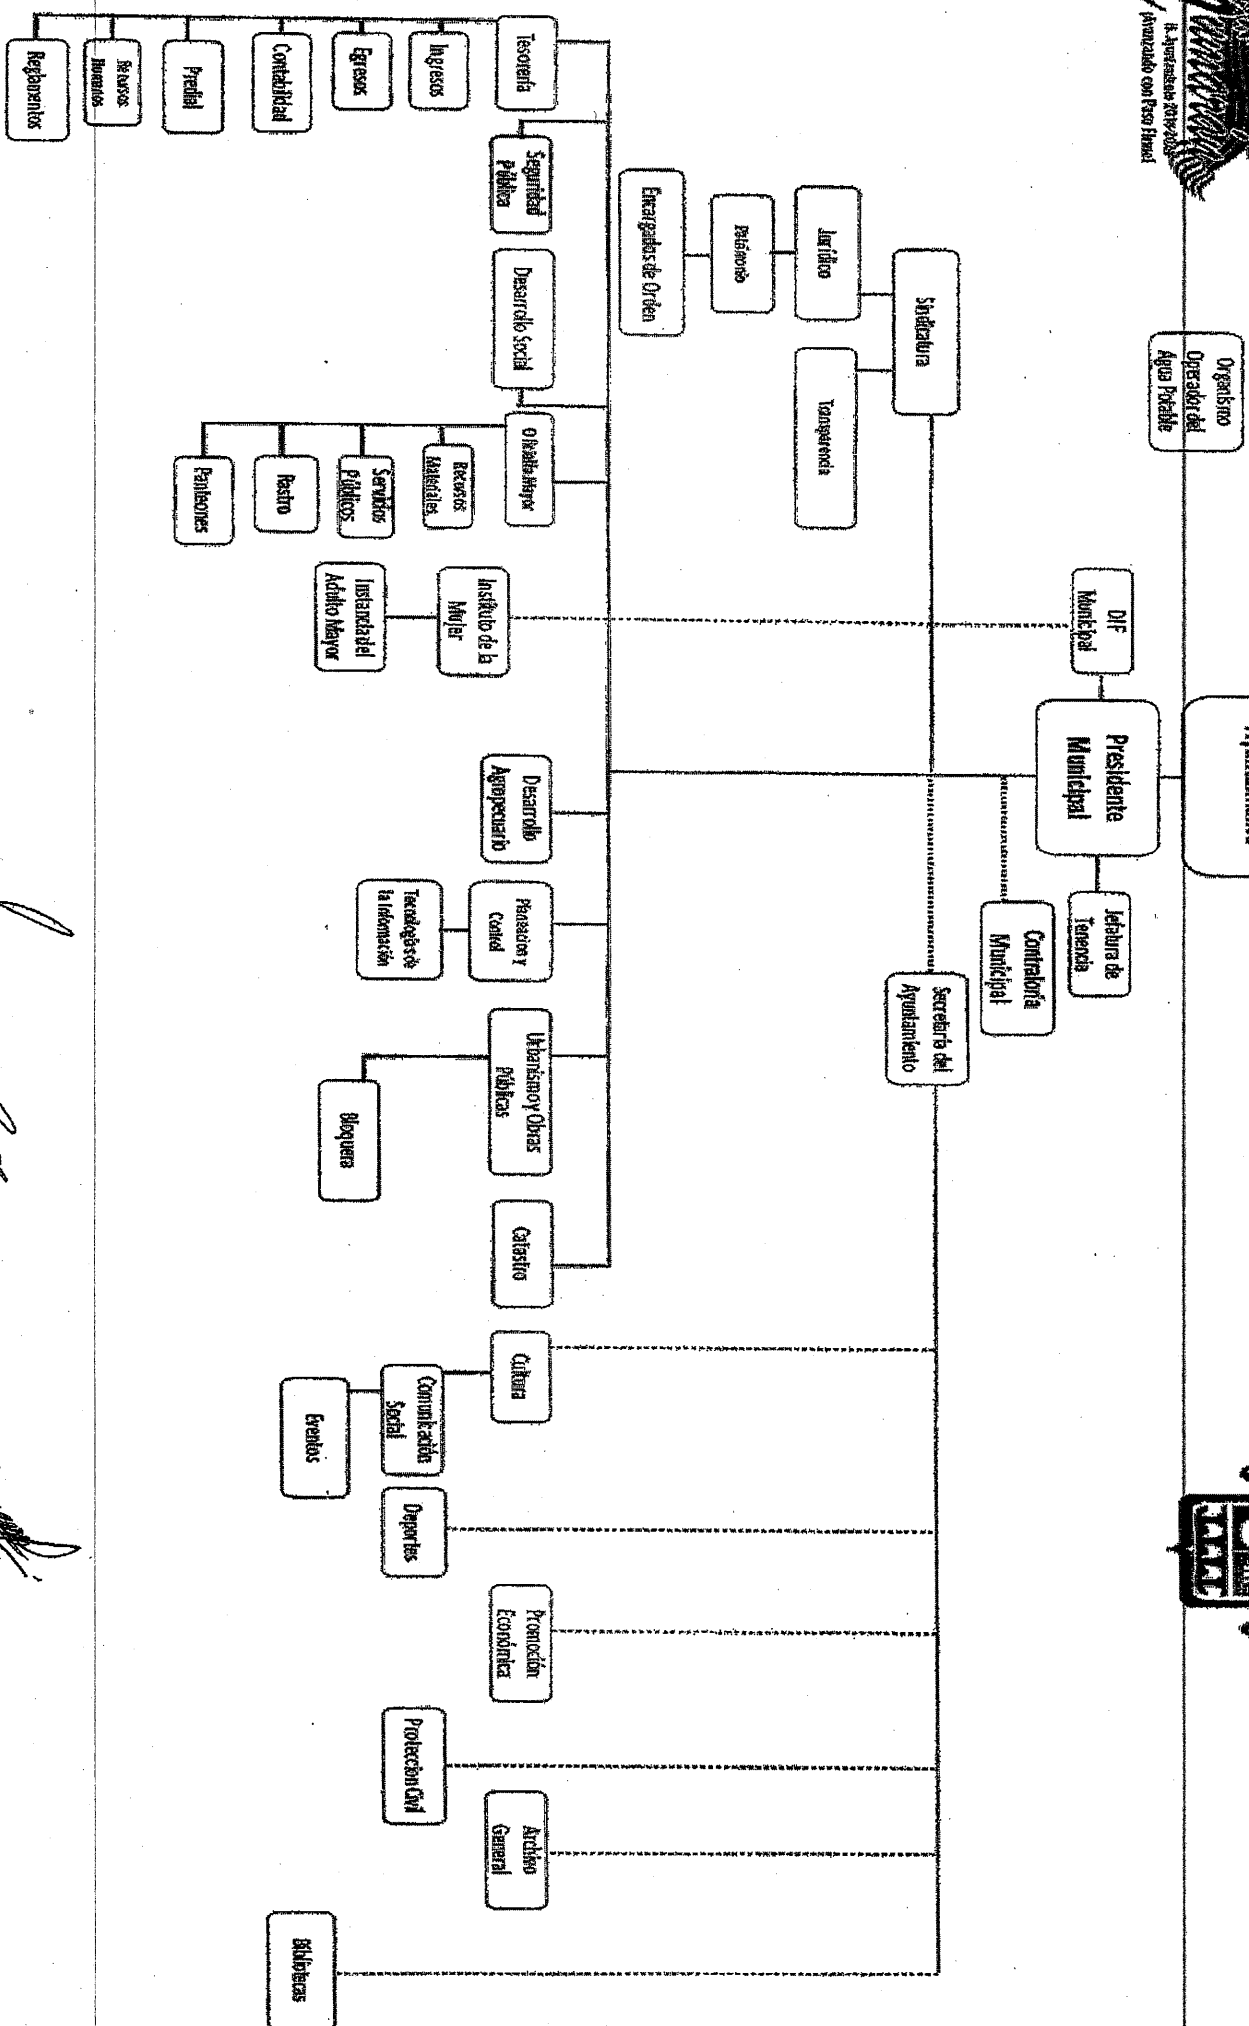 H. Ayuntamiento 2018-2021
¡Avanzando con Paso Firme!
Organismo
Operador del
Agua Potable
DIF
Municipal
Presidente
Municipal
Jefatura de
Tenencia
Contraloría
Municipal
Sindicatura
Secretaría del
Ayuntamiento
Jurídico
Transparencia
Patrimonio
Encargados de Orden
Tesorería
Ingresos
Egresos
Contabilidad
Predial
Recursos
Humanos
Reglamentos
Seguridad
Pública
Desarrollo Social
Oficialía Mayor
Recursos
Materiales
Servicios
Públicos
Rastro
Panteones
Instituto de la
Mujer
Instancia del
Adulto Mayor
Desarrollo
Agropecuario
Planeacion y
Control
Tecnologías de
la Información
Urbanismo y Obras
Públicas
Bloquera
Catastro
Cultura
Comunicación
Social
Eventos
Deportes
Promoción
Económica
Proteccion Civil
Archivo
General
Bibliotecas